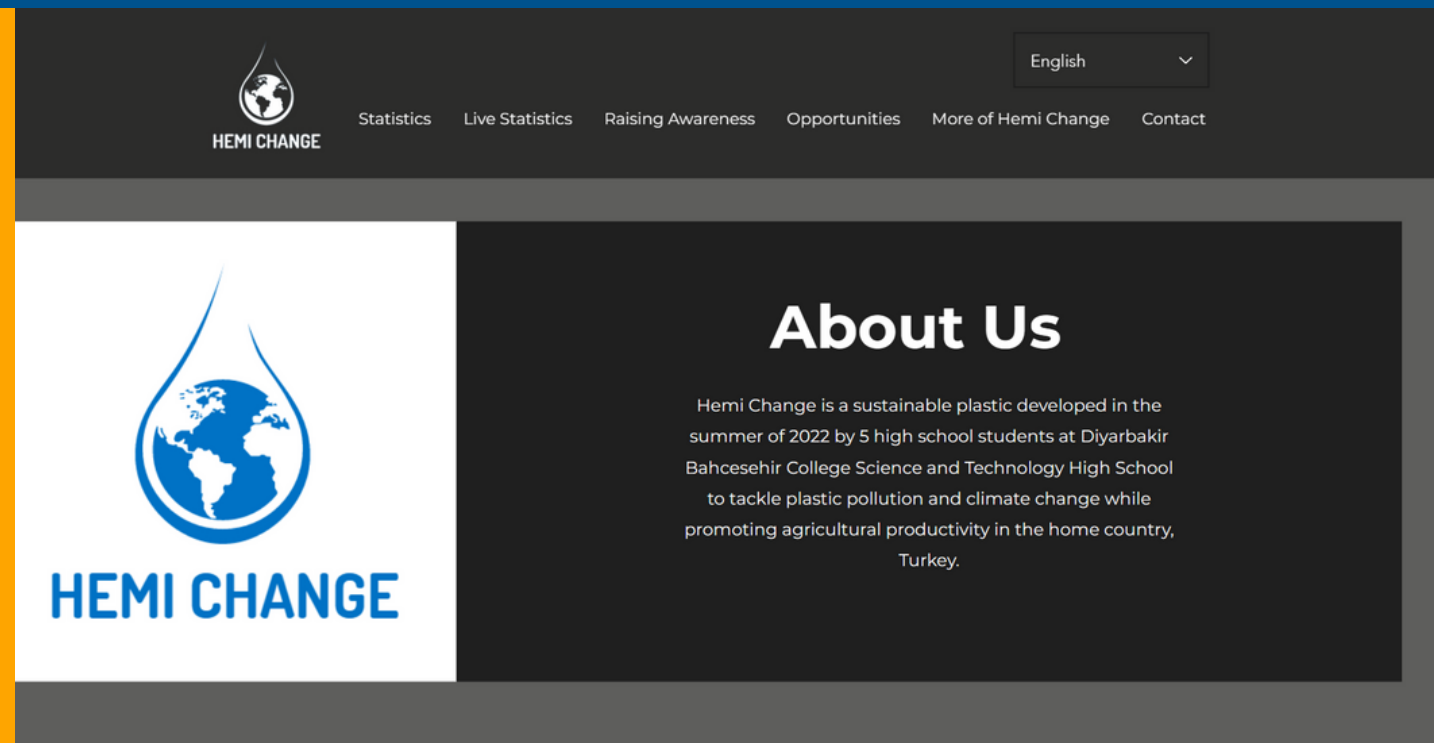 English
HEMI CHANGE
Statistics Live Statistics Raising Awareness Opportunities More of Hemi Change Contact
HEMI CHANGE
About Us
Hemi Change is a sustainable plastic developed in the
summer of 2022 by 5 high school students at Diyarbakir
Bahcesehir College Science and Technology High School
to tackle plastic pollution and climate change while
promoting agricultural productivity in the home country,
Turkey.